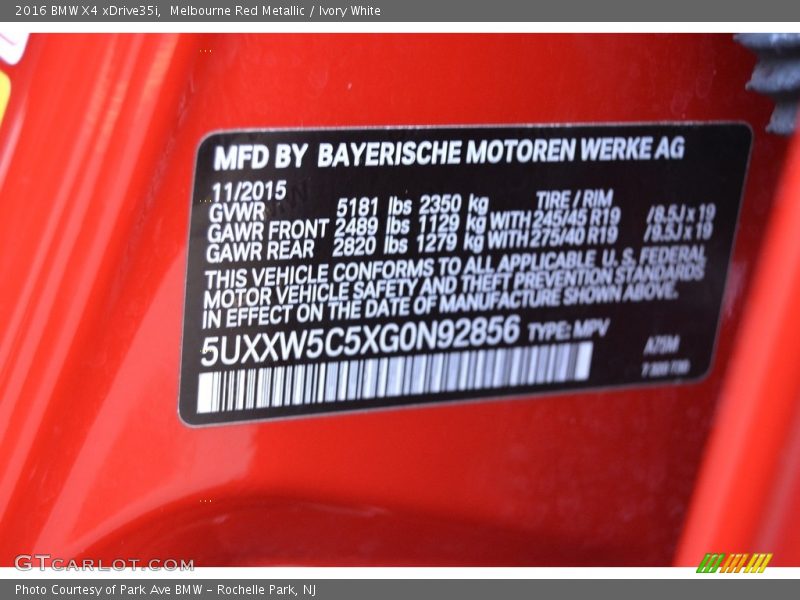 2016 BMW X4 xDrive35i, Melbourne Red Metallic / Ivory White
MFD BY BAYERISCHE MOTOREN WERKE AG
11/2015 TIRE / RIM
GVWR 5181 lbs 2350 kg
GAWR FRONT 2489 lbs 1129 kg WITH 245/45 R19 /8.5J x 19
GAWR REAR 2820 lbs 1279 kg WITH 275/40 R19 /9.5J x 19
THIS VEHICLE CONFORMS TO ALL APPLICABLE U.S. FEDERAL
MOTOR VEHICLE SAFETY AND THEFT PREVENTION STANDARDS
IN EFFECT ON THE DATE OF MANUFACTURE SHOWN ABOVE.
5UXXW5C5XG0N92856 TYPE: MPV
A75M
GTCARLOT.COM
Photo Courtesy of Park Ave BMW - Rochelle Park, NJ